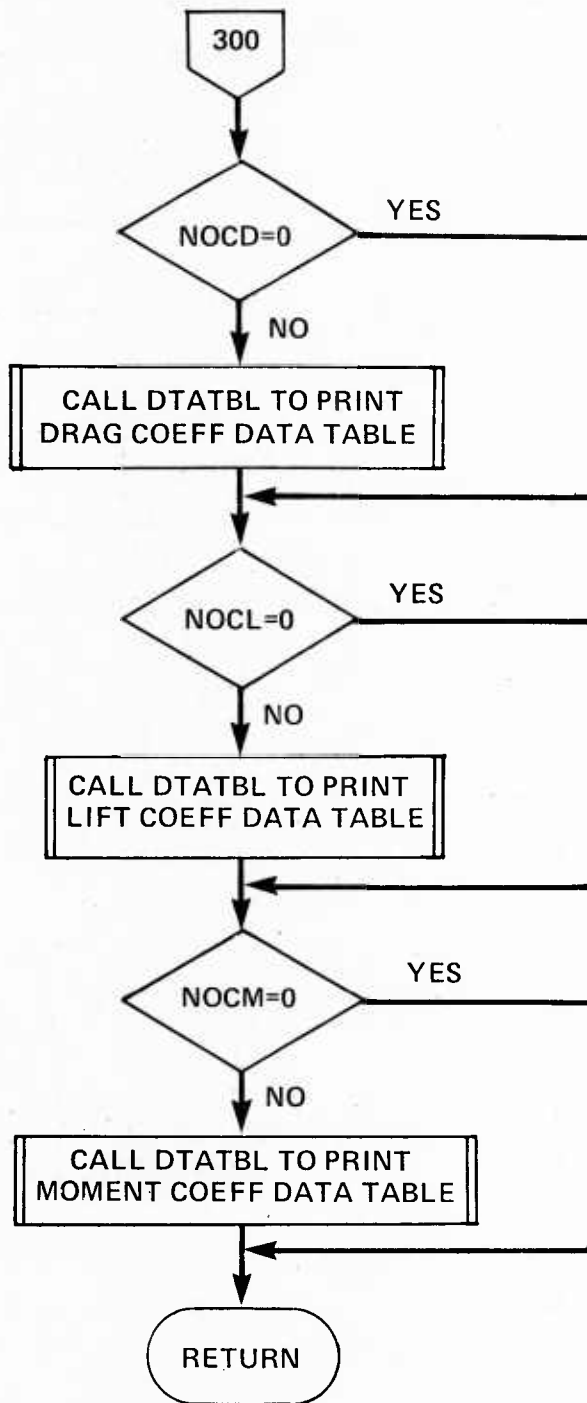 300
NOCD=0
YES
NO
CALL DTATBL TO PRINT
DRAG COEFF DATA TABLE
NOCL=0
YES
NO
CALL DTATBL TO PRINT
LIFT COEFF DATA TABLE
NOCM=0
YES
NO
CALL DTATBL TO PRINT
MOMENT COEFF DATA TABLE
RETURN